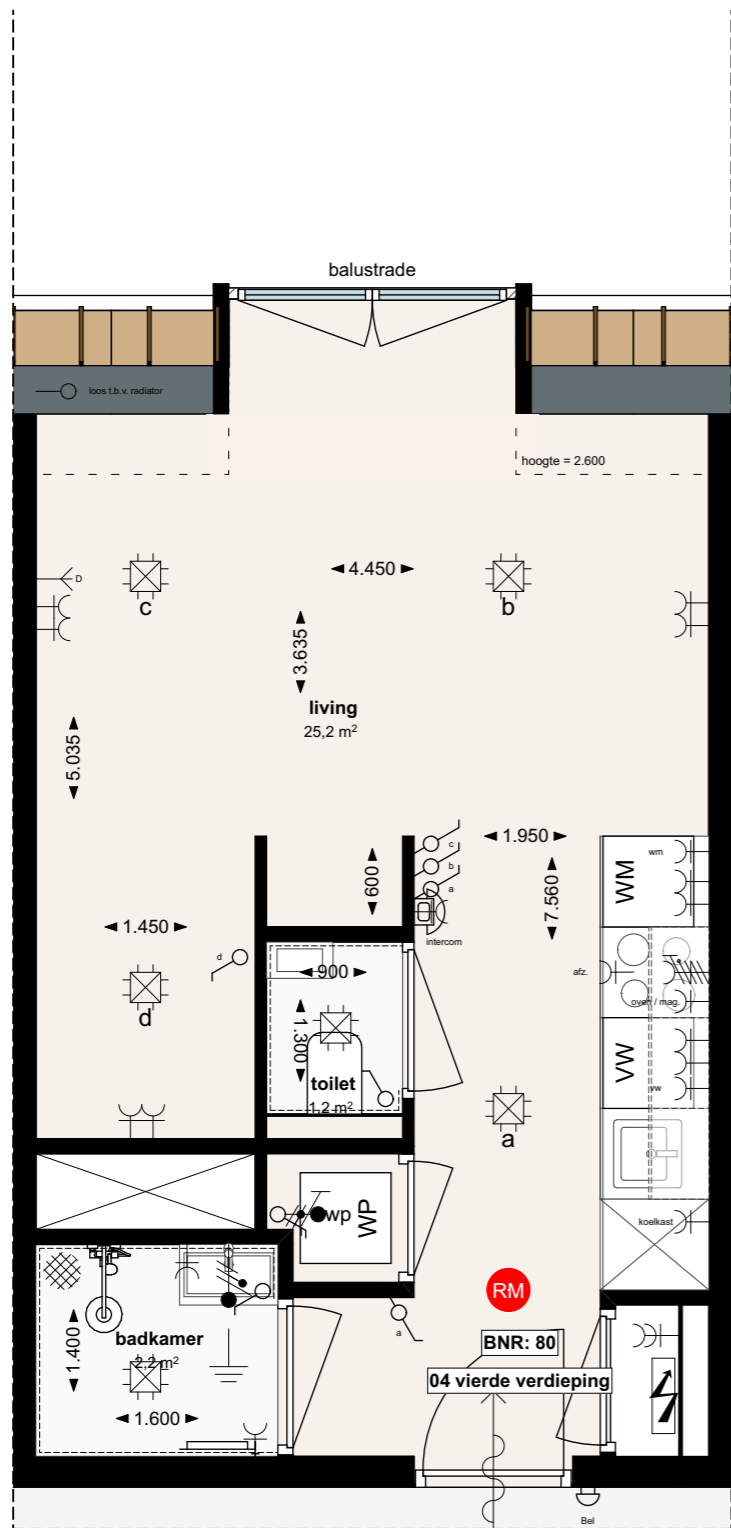 balustrade
loos t.b.v. radiator
hoogte = 2.600
4.450
D
c
b
3.635
living
25,2 m²
5.035
1.950
c
b
a
wm
WM
600
7.560
intercom
1.450
d
900
afz.
oven / mag.
d
1.300
toilet
1,2 m²
VW
vw
a
wp
WP
koelkast
RM
a
badkamer
2,2 m²
1.400
1.600
BNR: 80
04 vierde verdieping
Bel